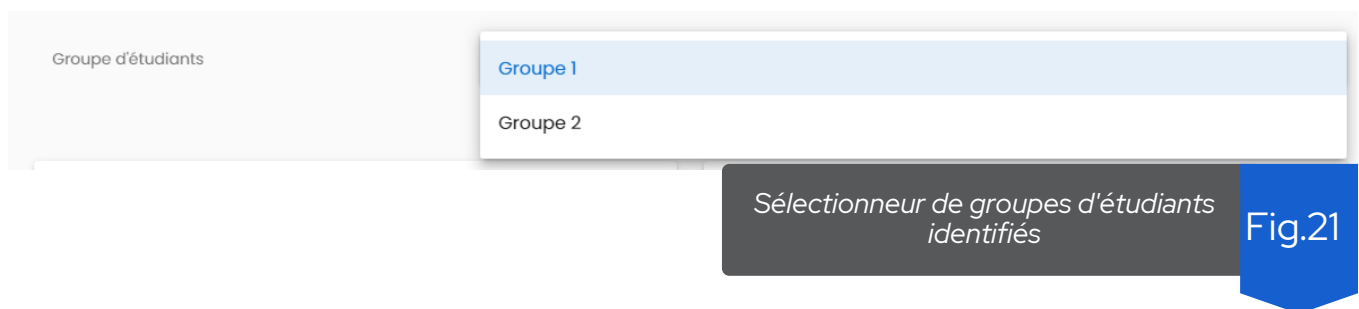 Groupe d'étudiants
Groupe 1
Groupe 2
Sélectionneur de groupes d'étudiants
identifiés
Fig.21